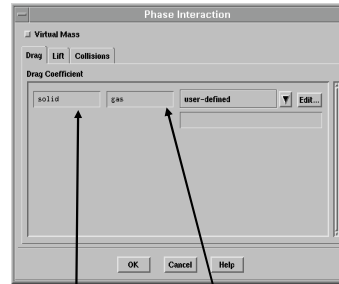 Phase Interaction
Virtual Mass
Drag Lift Collisions
Drag Coefficient
solid gas user-defined Edit...
OK Cancel Help